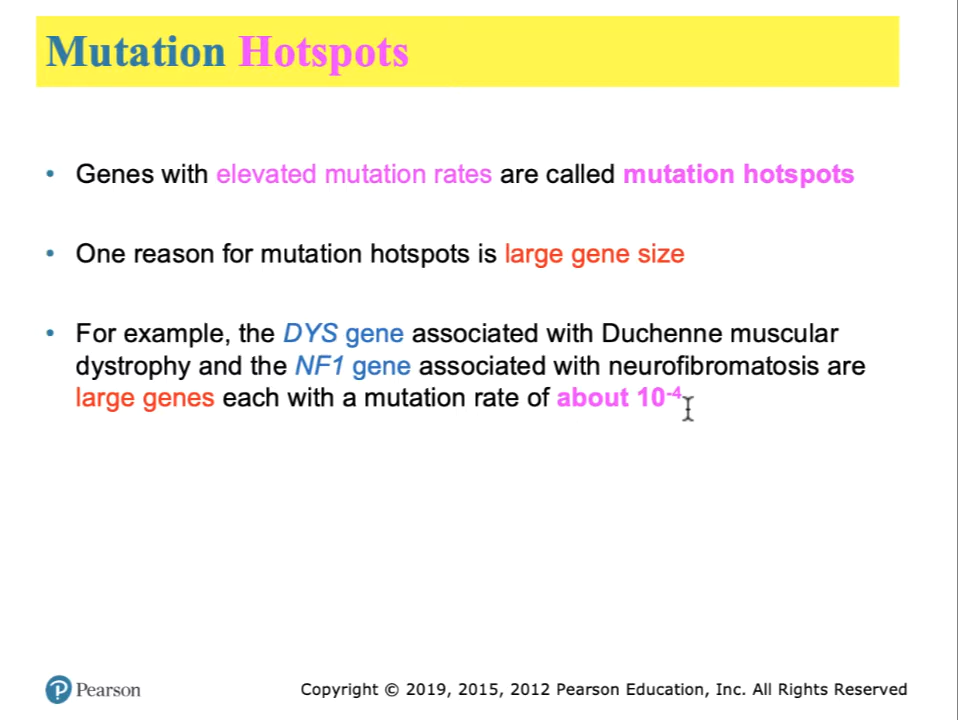 Mutation Hotspots
• Genes with elevated mutation rates are called mutation hotspots
• One reason for mutation hotspots is large gene size
• For example, the DYS gene associated with Duchenne muscular
dystrophy and the NF1 gene associated with neurofibromatosis are
large genes each with a mutation rate of about 10⁻⁴
Pearson
Copyright © 2019, 2015, 2012 Pearson Education, Inc. All Rights Reserved